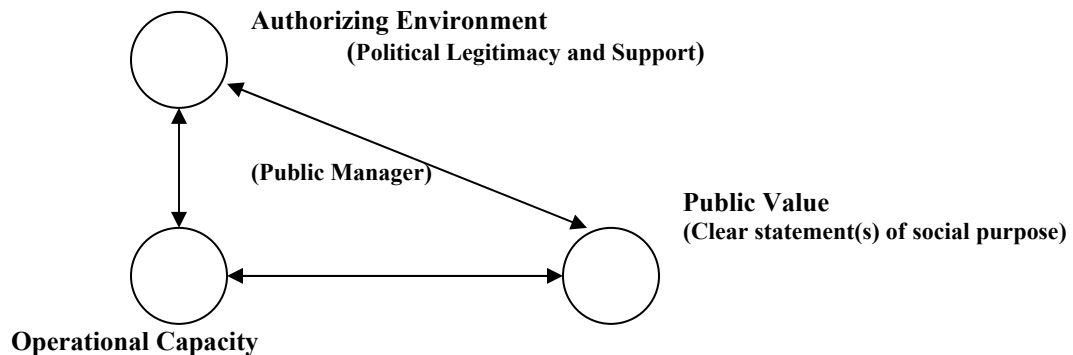 Authorizing Environment
(Political Legitimacy and Support)
(Public Manager)
Public Value
(Clear statement(s) of social purpose)
Operational Capacity